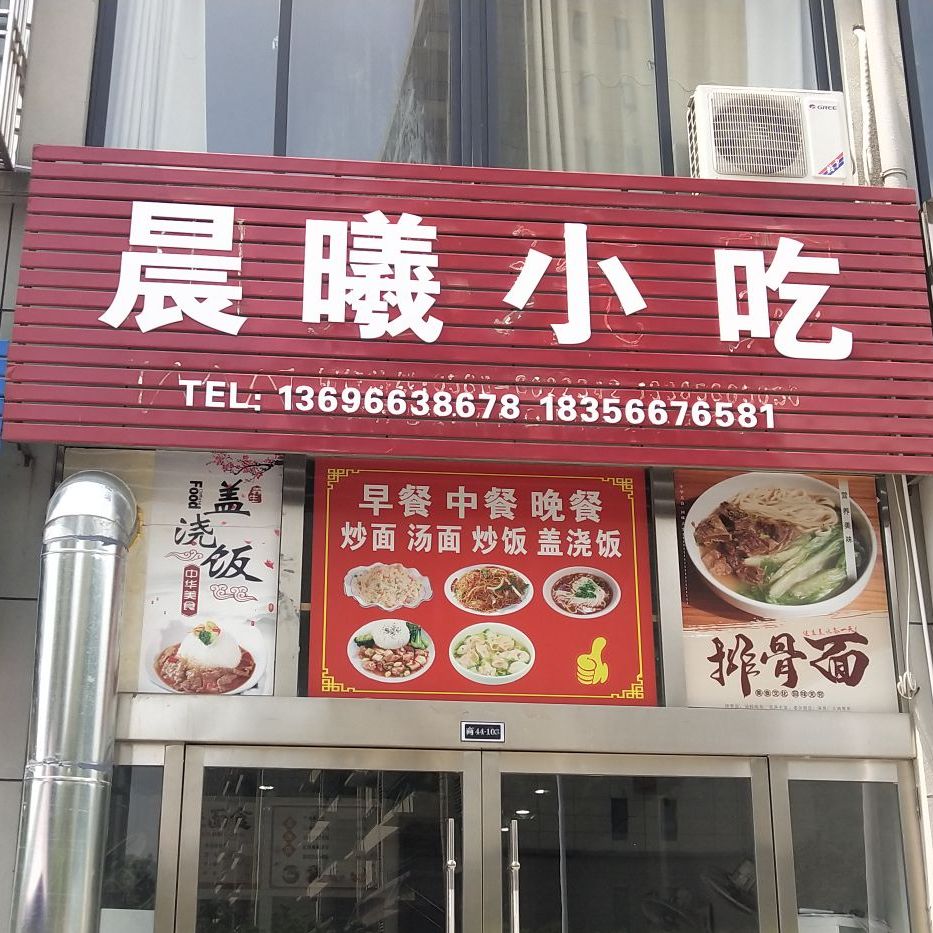 GREE
晨曦小吃
TEL: 13696638678 18356676581
Food
盖浇饭
中华美食
早餐 中餐 晚餐
炒面 汤面 炒饭 盖浇饭
营养美味
排骨面
商 44-103